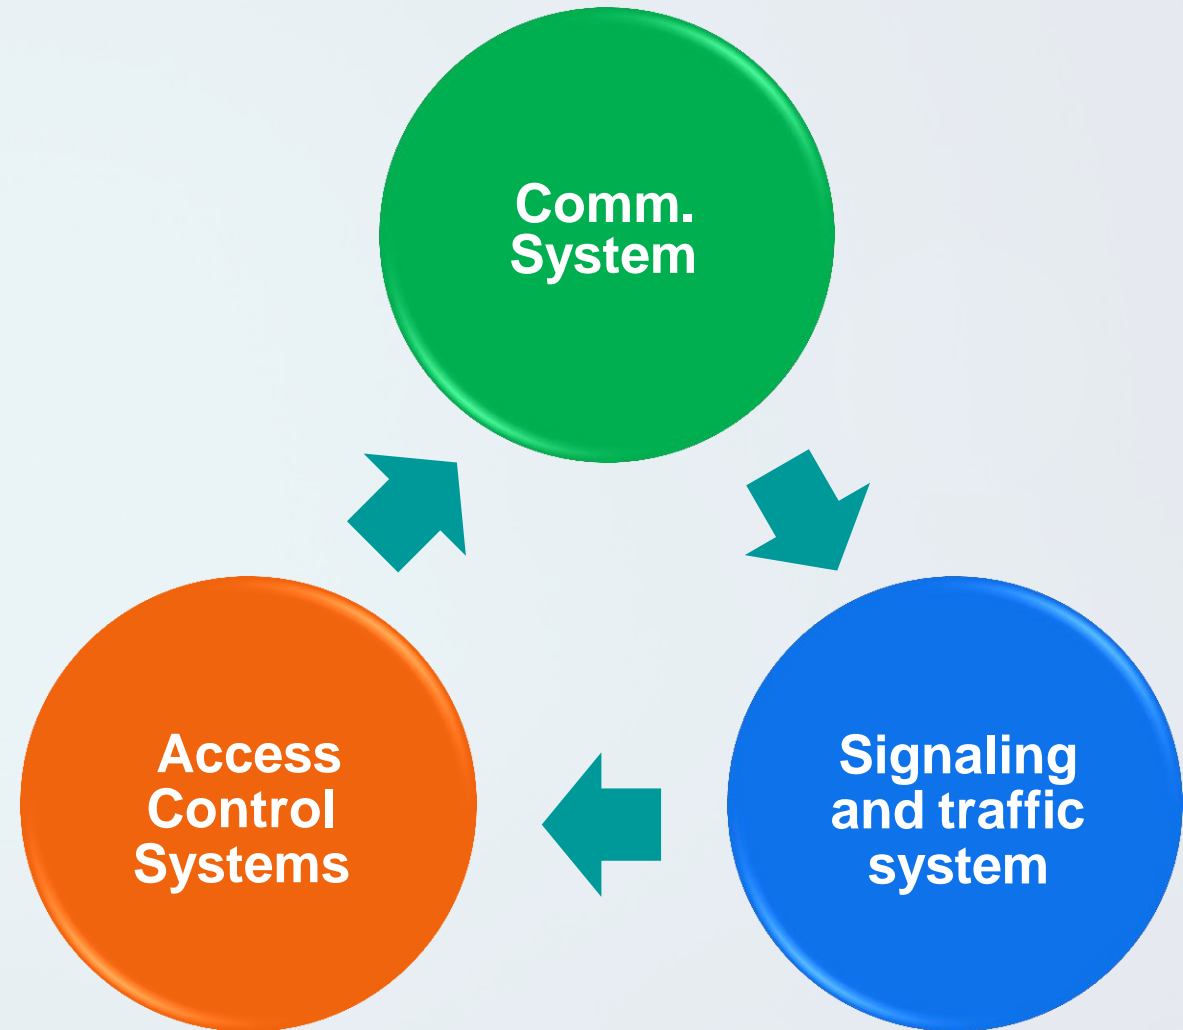 Comm.
System
Access
Control
Systems
Signaling
and traffic
system